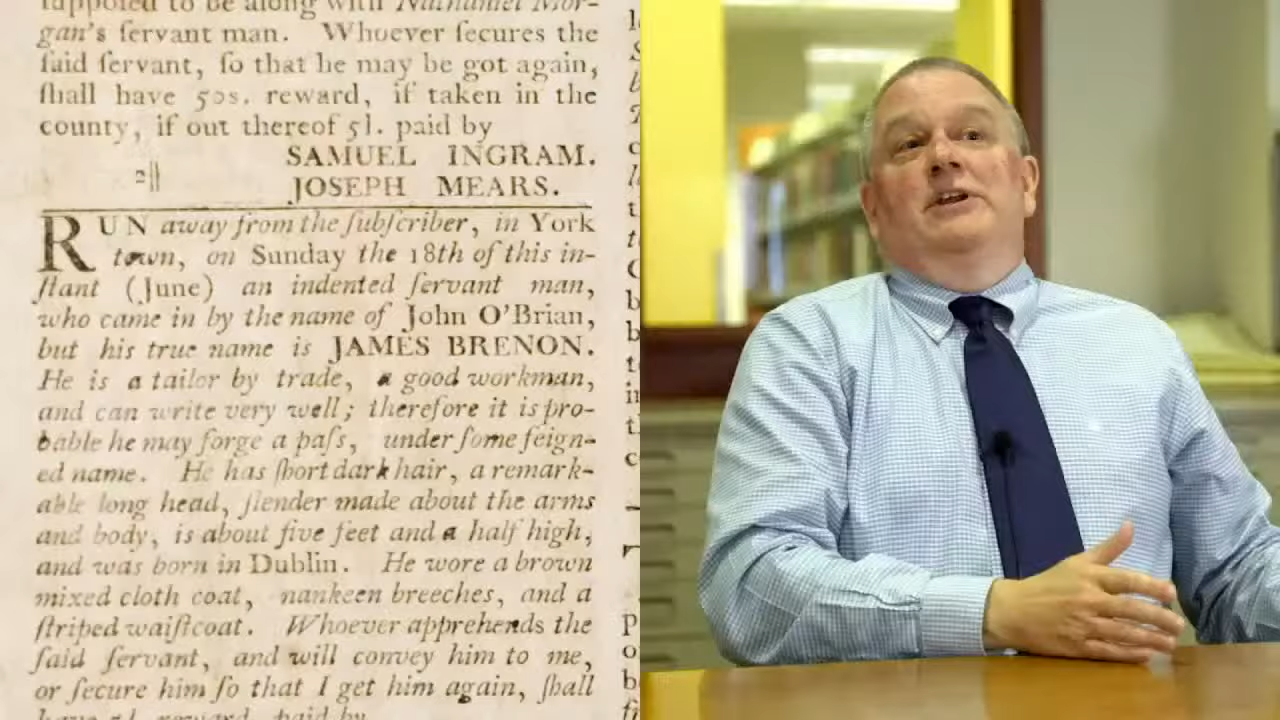 ſuppoſed to be along with Nathaniel Mor-
gan's ſervant man. Whoever ſecures the
ſaid ſervant, ſo that he may be got again,
ſhall have 50s. reward, if taken in the
county, if out thereof 5l. paid by
SAMUEL INGRAM.
JOSEPH MEARS.
RUN away from the ſubſcriber, in York
town, on Sunday the 18th of this in-
ſtant (June) an indented ſervant man,
who came in by the name of John O'Brian,
but his true name is JAMES BRENON.
He is a tailor by trade, a good workman,
and can write very well; therefore it is pro-
bable he may forge a paſs, under ſome feign-
ed name. He has ſhort dark hair, a remark-
able long head, ſlender made about the arms
and body, is about five feet and a half high,
and was born in Dublin. He wore a brown
mixed cloth coat, nankeen breeches, and a
ſtriped waiſtcoat. Whoever apprehends the
ſaid ſervant, and will convey him to me,
or ſecure him ſo that I get him again, ſhall
have reward, paid by